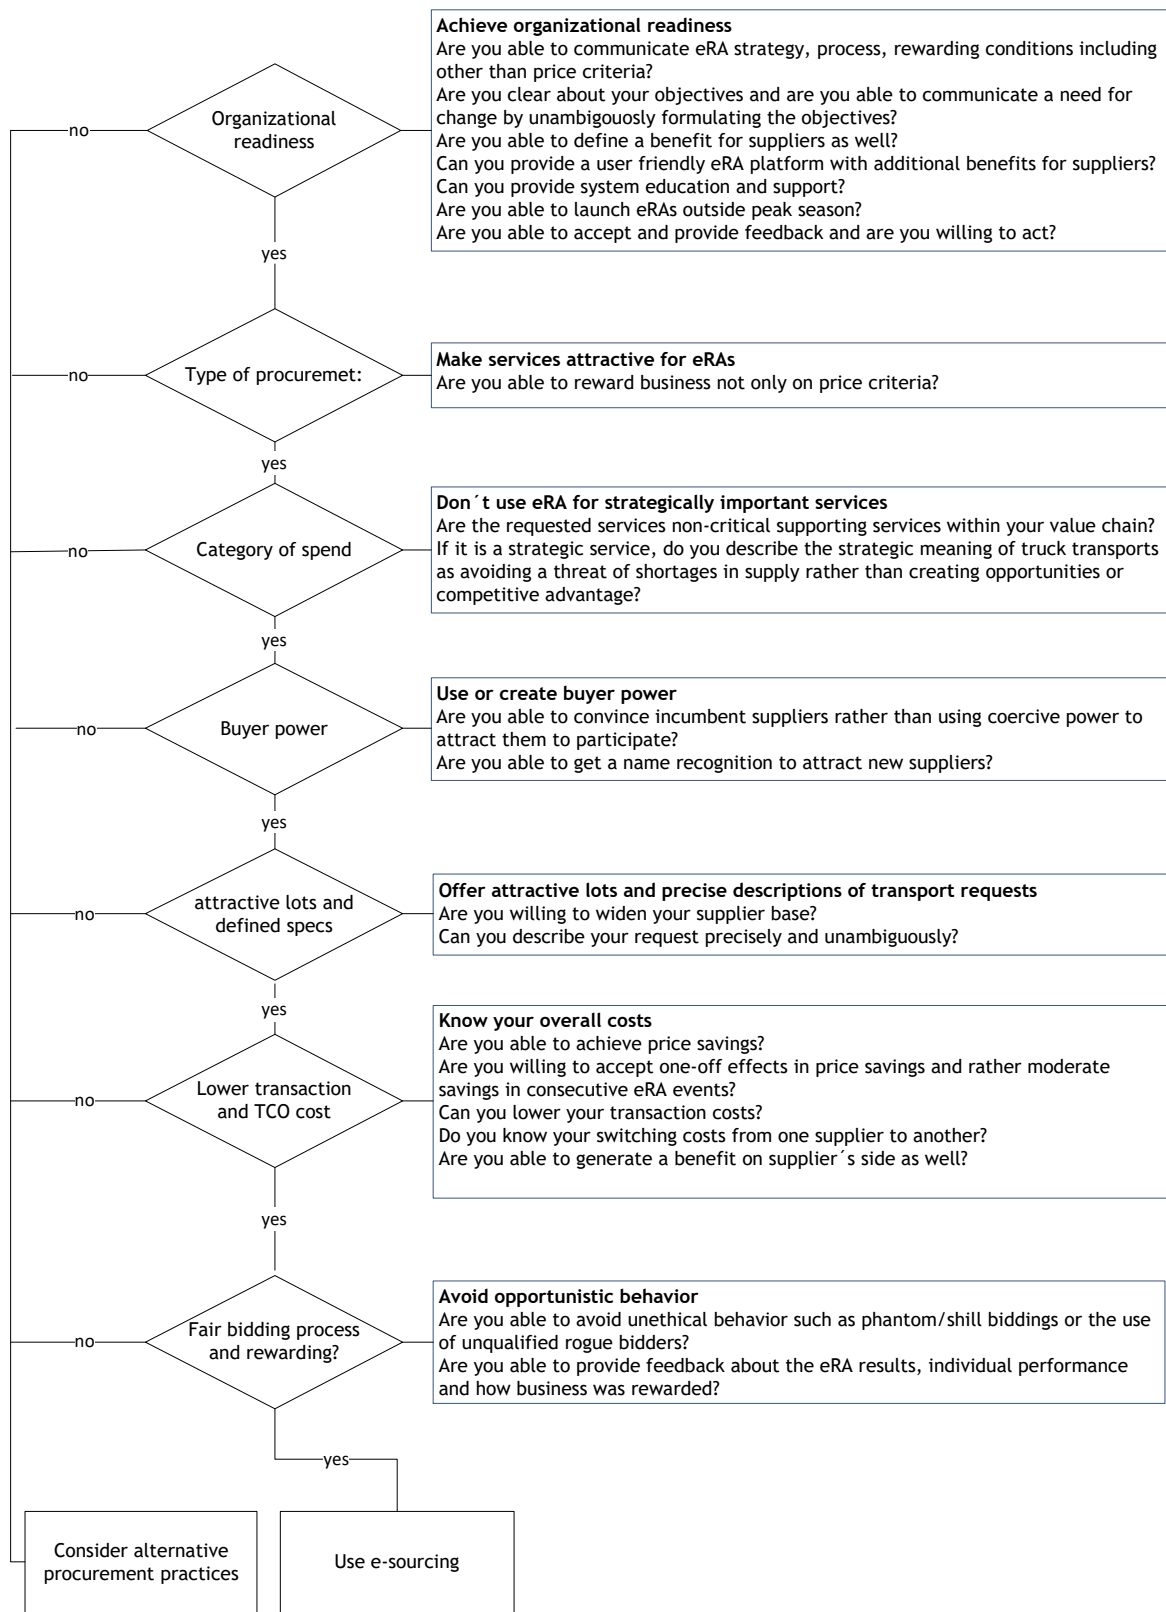 Achieve organizational readiness
Are you able to communicate eRA strategy, process, rewarding conditions including
other than price criteria?
Are you clear about your objectives and are you able to communicate a need for
change by unambigouosly formulating the objectives?
Are you able to define a benefit for suppliers as well?
Can you provide a user friendly eRA platform with additional benefits for suppliers?
Can you provide system education and support?
Are you able to launch eRAs outside peak season?
Are you able to accept and provide feedback and are you willing to act?
Organizational
readiness
no
yes
Make services attractive for eRAs
Are you able to reward business not only on price criteria?
Type of procuremet:
no
yes
Don´t use eRA for strategically important services
Are the requested services non-critical supporting services within your value chain?
If it is a strategic service, do you describe the strategic meaning of truck transports
as avoiding a threat of shortages in supply rather than creating opportunities or
competitive advantage?
Category of spend
no
yes
Use or create buyer power
Are you able to convince incumbent suppliers rather than using coercive power to
attract them to participate?
Are you able to get a name recognition to attract new suppliers?
Buyer power
no
yes
Offer attractive lots and precise descriptions of transport requests
Are you willing to widen your supplier base?
Can you describe your request precisely and unambiguously?
attractive lots and
defined specs
no
yes
Know your overall costs
Are you able to achieve price savings?
Are you willing to accept one-off effects in price savings and rather moderate
savings in consecutive eRA events?
Can you lower your transaction costs?
Do you know your switching costs from one supplier to another?
Are you able to generate a benefit on supplier´s side as well?
Lower transaction
and TCO cost
no
yes
Avoid opportunistic behavior
Are you able to avoid unethical behavior such as phantom/shill biddings or the use
of unqualified rogue bidders?
Are you able to provide feedback about the eRA results, individual performance
and how business was rewarded?
Fair bidding process
and rewarding?
no
yes
Consider alternative
procurement practices
Use e-sourcing